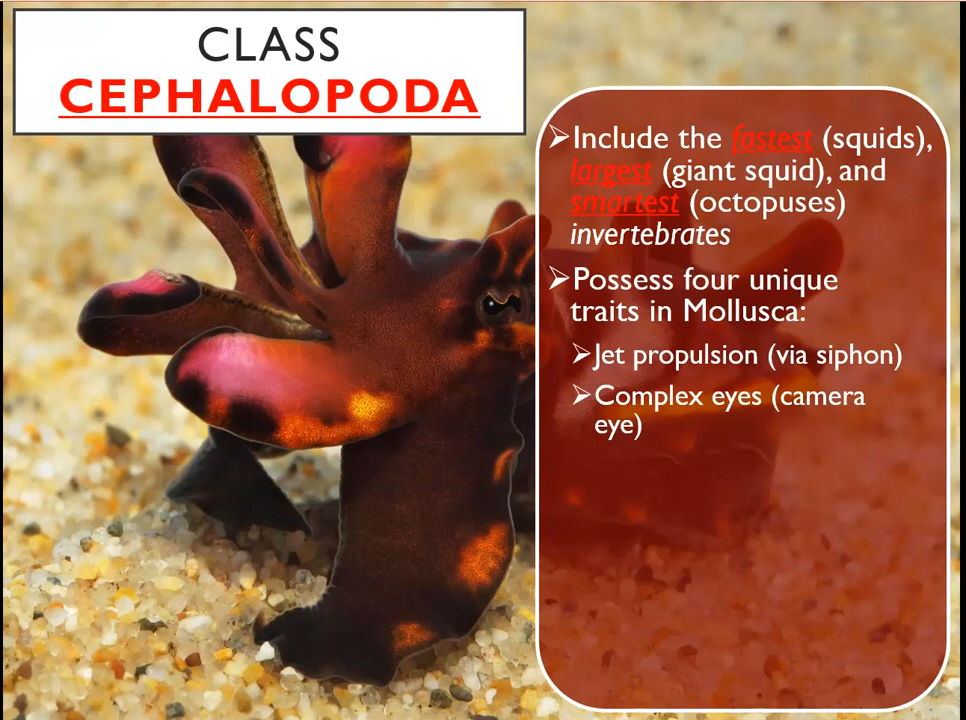 CLASS
CEPHALOPODA
➢Include the fastest (squids),
largest (giant squid), and
smartest (octopuses)
invertebrates
➢Possess four unique
traits in Mollusca:
➢Jet propulsion (via siphon)
➢Complex eyes (camera
eye)